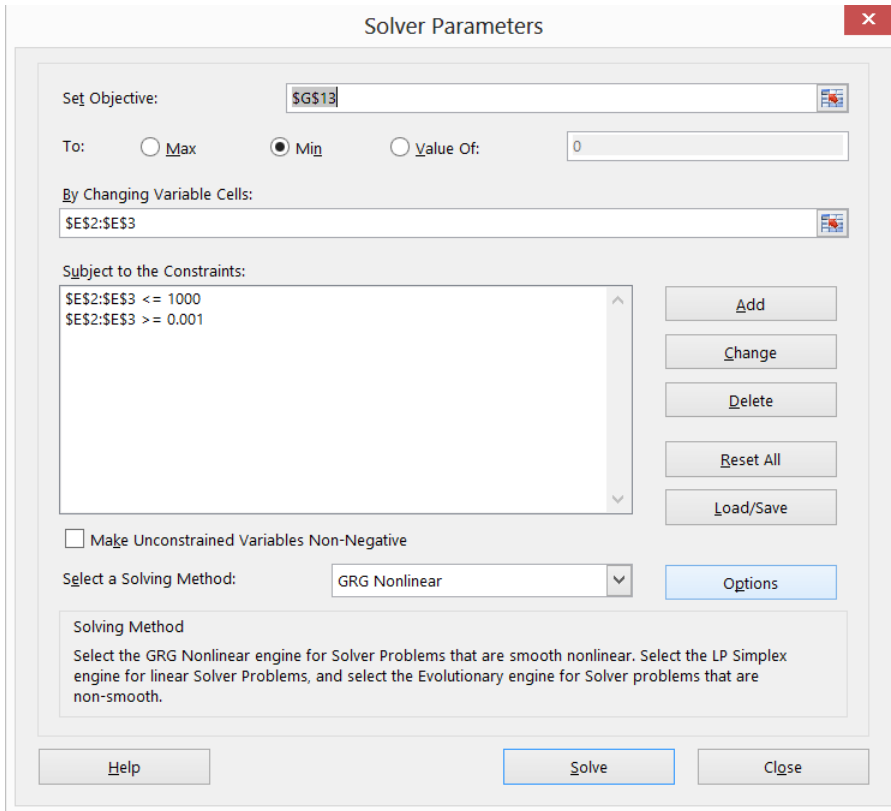 Solver Parameters
Set Objective:
$G$13
To:
Max
Min
Value Of:
0
By Changing Variable Cells:
$E$2:$E$3
Subject to the Constraints:
$E$2:$E$3 <= 1000
$E$2:$E$3 >= 0.001
Add
Change
Delete
Reset All
Load/Save
Make Unconstrained Variables Non-Negative
Select a Solving Method:
GRG Nonlinear
Options
Solving Method
Select the GRG Nonlinear engine for Solver Problems that are smooth nonlinear. Select the LP Simplex
engine for linear Solver Problems, and select the Evolutionary engine for Solver problems that are
non-smooth.
Help
Solve
Close